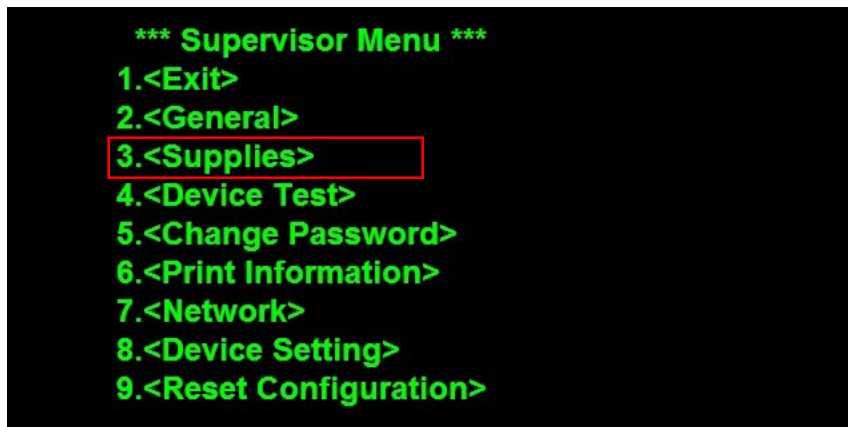 *** Supervisor Menu ***
1.<Exit>
2.<General>
3.<Supplies>
4.<Device Test>
5.<Change Password>
6.<Print Information>
7.<Network>
8.<Device Setting>
9.<Reset Configuration>